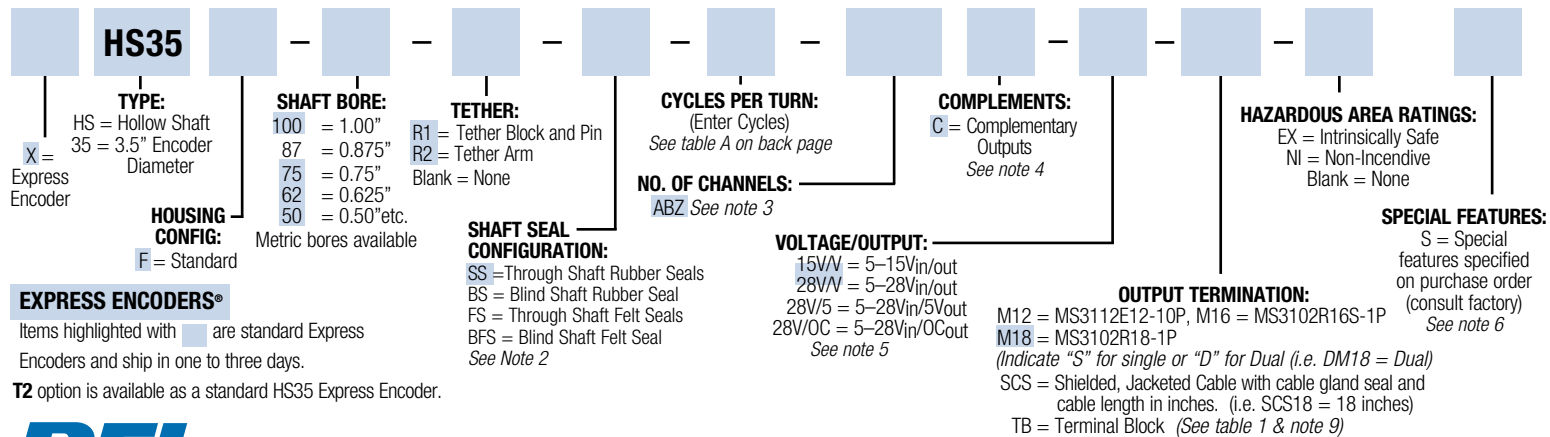 HS35 – – – – – – – –
TYPE:
HS = Hollow Shaft
35 = 3.5" Encoder
Diameter
X =
Express
Encoder
HOUSING
CONFIG:
F = Standard
SHAFT BORE:
100 = 1.00"
87 = 0.875"
75 = 0.75"
62 = 0.625"
50 = 0.50"etc.
Metric bores available
TETHER:
R1 = Tether Block and Pin
R2 = Tether Arm
Blank = None
SHAFT SEAL
CONFIGURATION:
SS =Through Shaft Rubber Seals
BS = Blind Shaft Rubber Seal
FS = Through Shaft Felt Seals
BFS = Blind Shaft Felt Seal
See Note 2
CYCLES PER TURN:
(Enter Cycles)
See table A on back page
NO. OF CHANNELS:
ABZ See note 3
COMPLEMENTS:
C = Complementary
Outputs
See note 4
VOLTAGE/OUTPUT:
15V/V = 5–15Vin/out
28V/V = 5–28Vin/out
28V/5 = 5–28Vin/5Vout
28V/OC = 5–28Vin/OCout
See note 5
OUTPUT TERMINATION:
M12 = MS3112E12-10P, M16 = MS3102R16S-1P
M18 = MS3102R18-1P
(Indicate "S" for single or "D" for Dual (i.e. DM18 = Dual)
SCS = Shielded, Jacketed Cable with cable gland seal and
cable length in inches. (i.e. SCS18 = 18 inches)
TB = Terminal Block (See table 1 & note 9)
HAZARDOUS AREA RATINGS:
EX = Intrinsically Safe
NI = Non-Incendive
Blank = None
SPECIAL FEATURES:
S = Special
features specified
on purchase order
(consult factory)
See note 6
EXPRESS ENCODERS®
Items highlighted with are standard Express
Encoders and ship in one to three days.
T2 option is available as a standard HS35 Express Encoder.